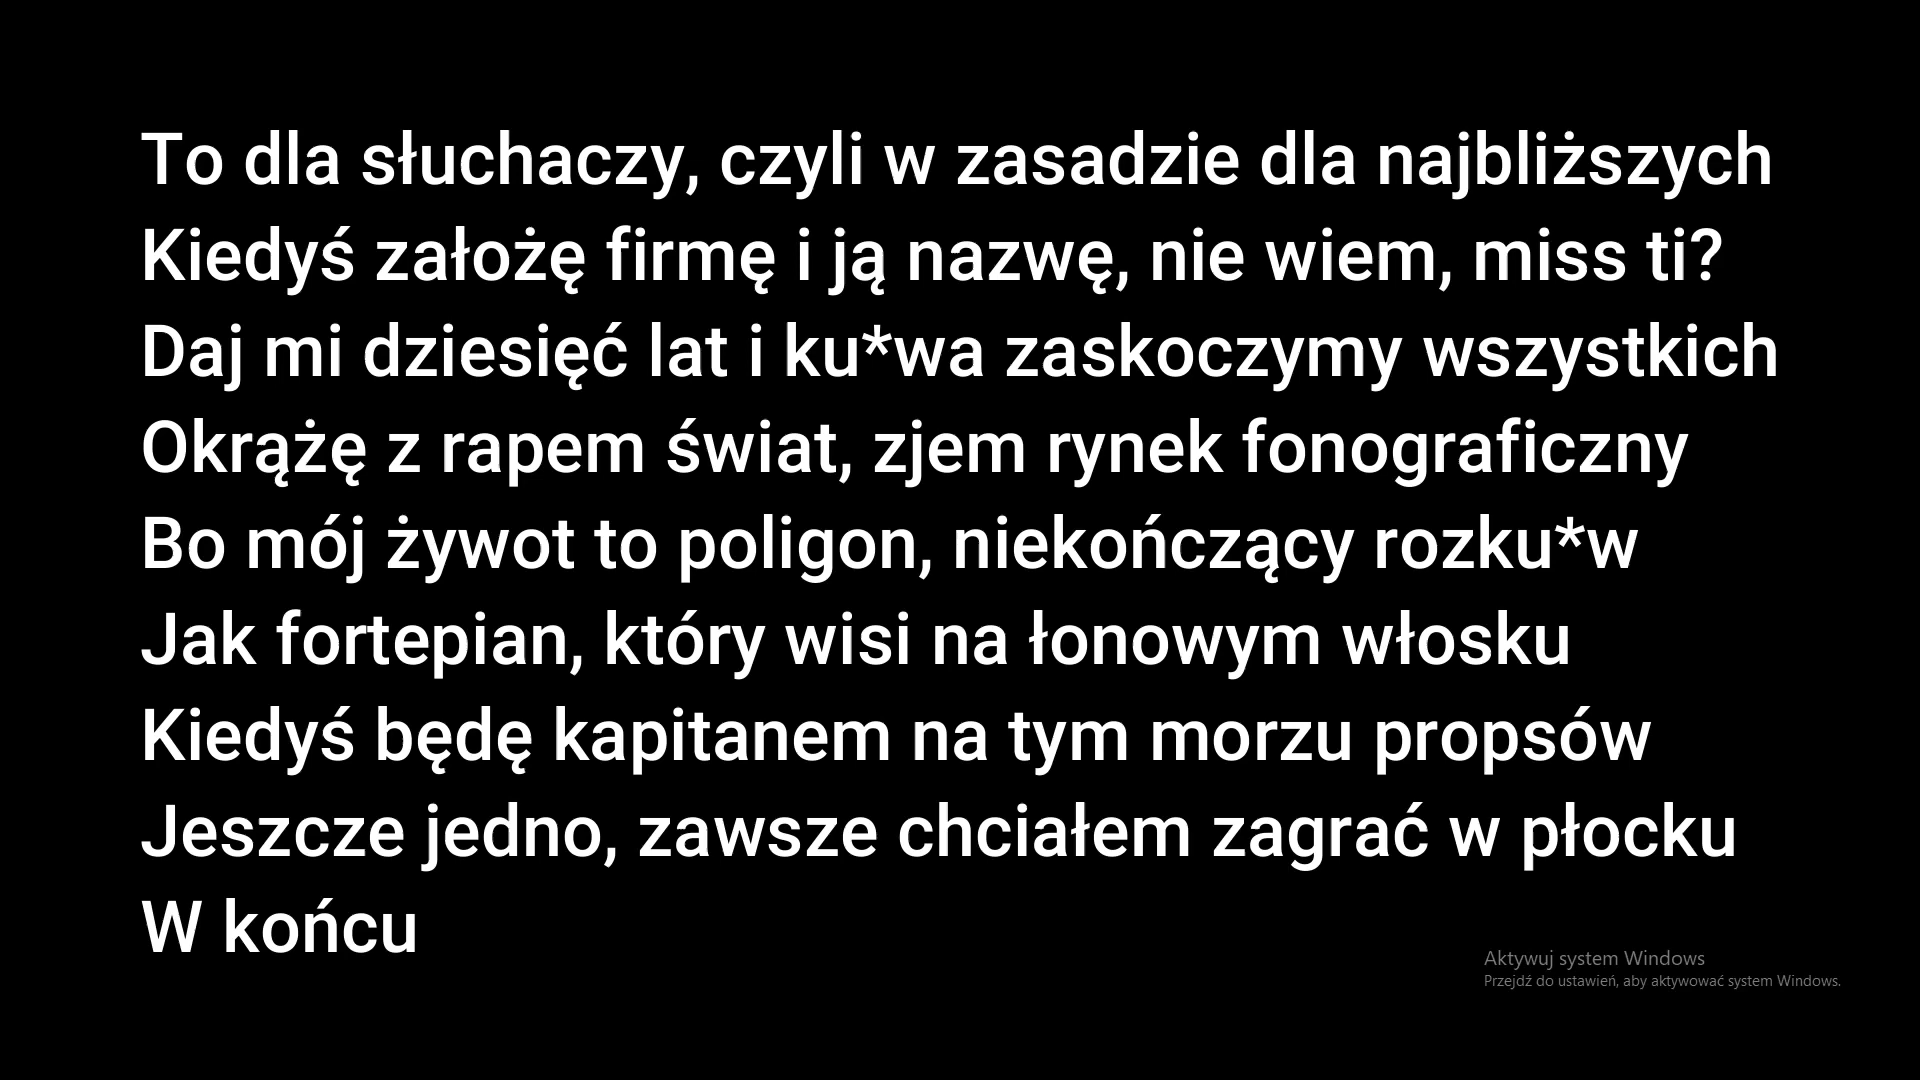 To dla słuchaczy, czyli w zasadzie dla najbliższych
Kiedyś założę firmę i ją nazwę, nie wiem, miss ti?
Daj mi dziesięć lat i ku*wa zaskoczymy wszystkich
Okrążę z rapem świat, zjem rynek fonograficzny
Bo mój żywot to poligon, niekończący rozku*w
Jak fortepian, który wisi na łonowym włosku
Kiedyś będę kapitanem na tym morzu propsów
Jeszcze jedno, zawsze chciałem zagrać w płocku
W końcu
Aktywuj system Windows
Przejdź do ustawień, aby aktywować system Windows.